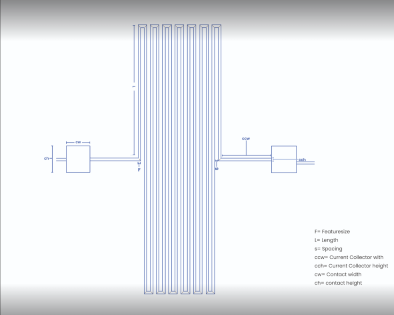 cw
ch
ccw
cch
F= Featuresize
L= Length
s= Spacing
ccw= Current Collector with
cch= Current Collector height
cw= Contact width
ch= contact height